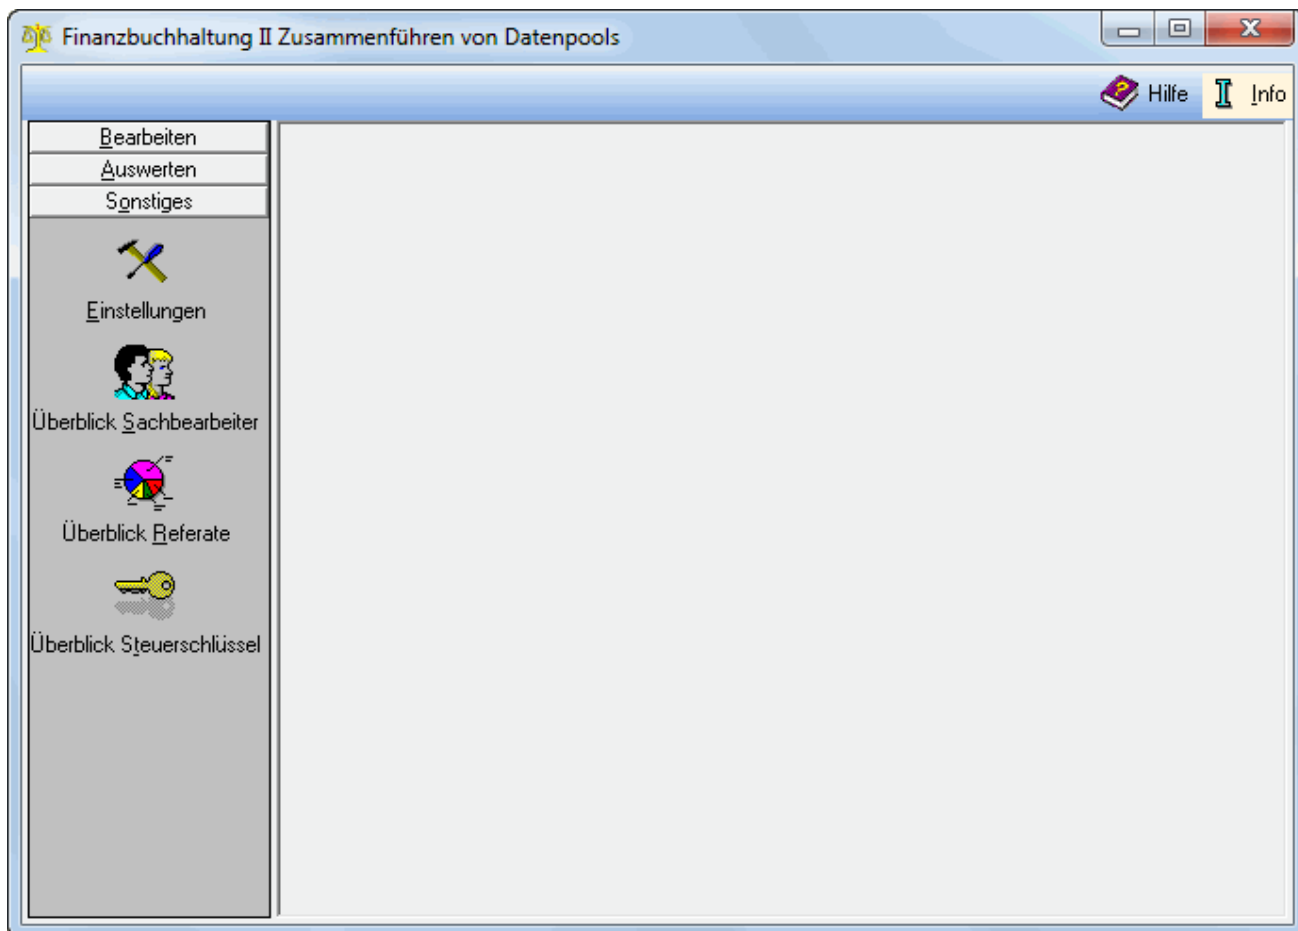 Finanzbuchhaltung II Zusammenführen von Datenpools
Hilfe Info
Bearbeiten
Auswerten
Sonstiges
Einstellungen
Überblick Sachbearbeiter
Überblick Referate
Überblick Steuerschlüssel